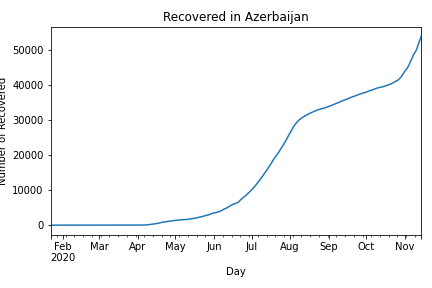 Recovered in Azerbaijan
Number of Recovered
50000
40000
30000
20000
10000
0
Feb Mar Apr May Jun Jul Aug Sep Oct Nov
2020
Day